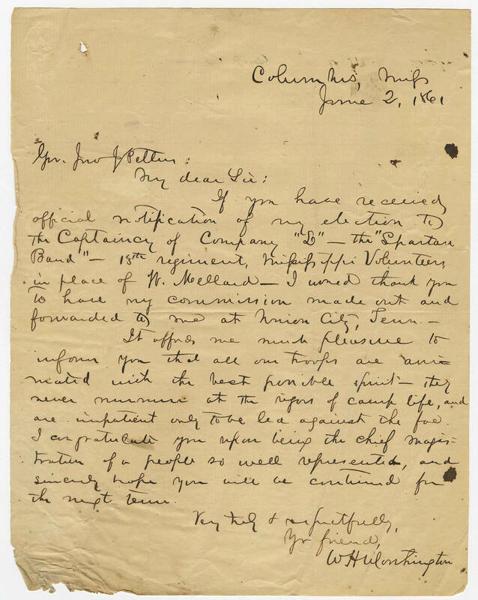 Columbus, Miss
June 2, 1861
Gov. Jno J Pettus:
My dear Sir:
If you have received
official notification of my election to
the Captaincy of Company "D" — the "Spartan
Band" — 13th regiment, Mississippi Volunteers
in place of W. Mellard — I would thank you
to have my commission made out and
forwarded to me at Union City, Tenn. —
It affords me much pleasure to
inform you that all our troops are ani-
mated with the best possible spirit — they
never murmur at the rigors of camp life, and
are impatient only to be led against the foe.
I congratulate you upon being the chief magis-
trate of a people so well represented, and
sincerely hope you will be continued for
the next term.
Very truly & respectfully,
Yr friend,
W H Worthington